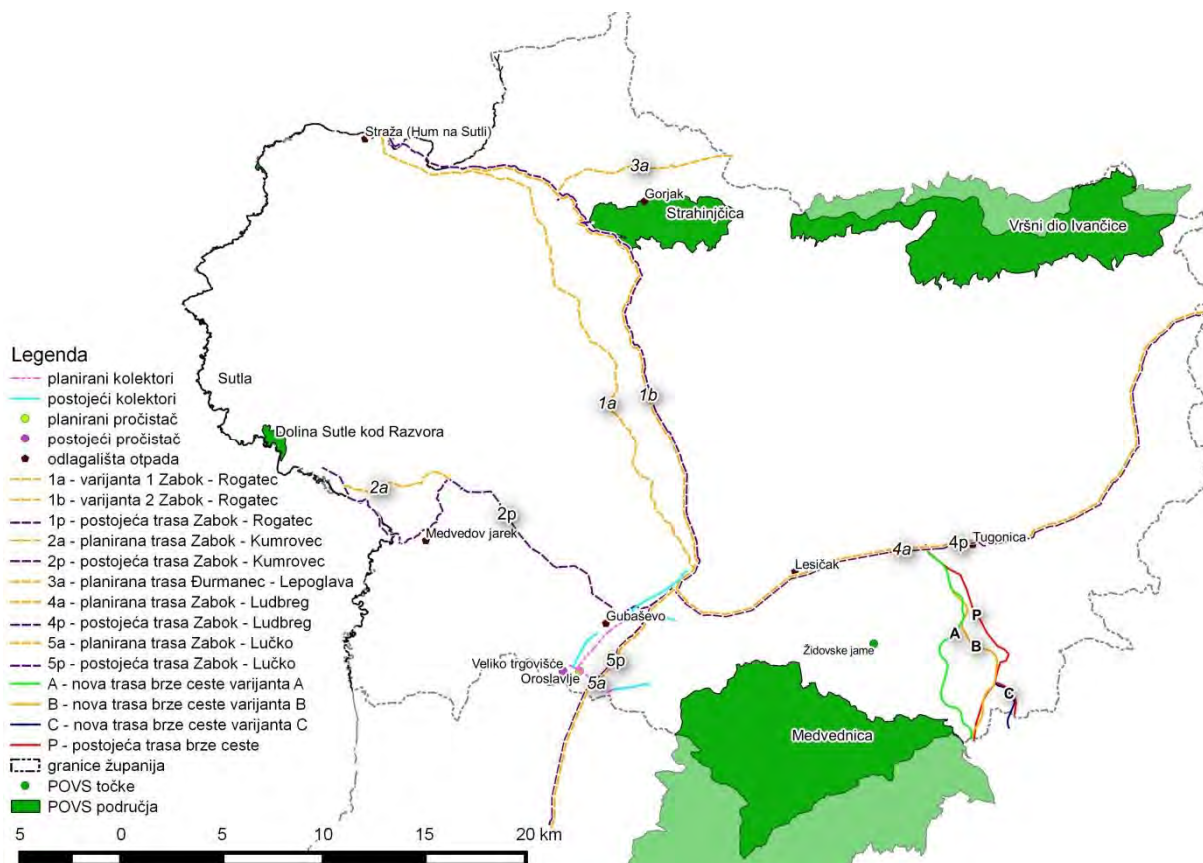 Straža (Hum na Sutli)
3a
Gorjak
Strahinjčica
Vršni dio Ivančice
Sutla
1a
1b
Dolina Sutle kod Razvora
2a
2p
Medvedov jarek
4a
4p
Tugonica
Lesičak
Gubaševo
P
A
B
Židovske jame
5p
Veliko trgovišće
Oroslavlje
5a
C
Medvednica
Legenda
planirani kolektori
postojeći kolektori
planirani pročistač
postojeći pročistač
odlagališta otpada
1a - varijanta 1 Zabok - Rogatec
1b - varijanta 2 Zabok - Rogatec
1p - postojeća trasa Zabok - Rogatec
2a - planirana trasa Zabok - Kumrovec
2p - postojeća trasa Zabok - Kumrovec
3a - planirana trasa Đurmanec - Lepoglava
4a - planirana trasa Zabok - Ludbreg
4p - postojeća trasa Zabok - Ludbreg
5a - planirana trasa Zabok - Lučko
5p - postojeća trasa Zabok - Lučko
A - nova trasa brze ceste varijanta A
B - nova trasa brze ceste varijanta B
C - nova trasa brze ceste varijanta C
P - postojeća trasa brze ceste
granice županija
POVS točke
POVS područja
5 0 5 10 15 20 km